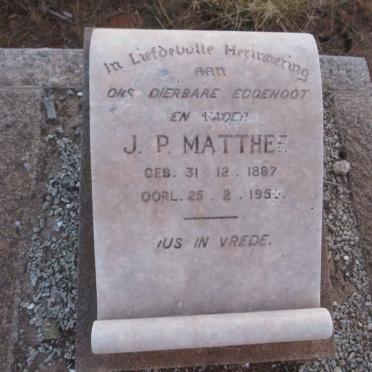 In Liefdevolle Herinnering
AAN
ONS DIERBARE EGGENOOT
EN VADER
J. P. MATTHEE
GEB. 31. 12. 1887
OORL. 25. 2.
RUS IN VREDE.